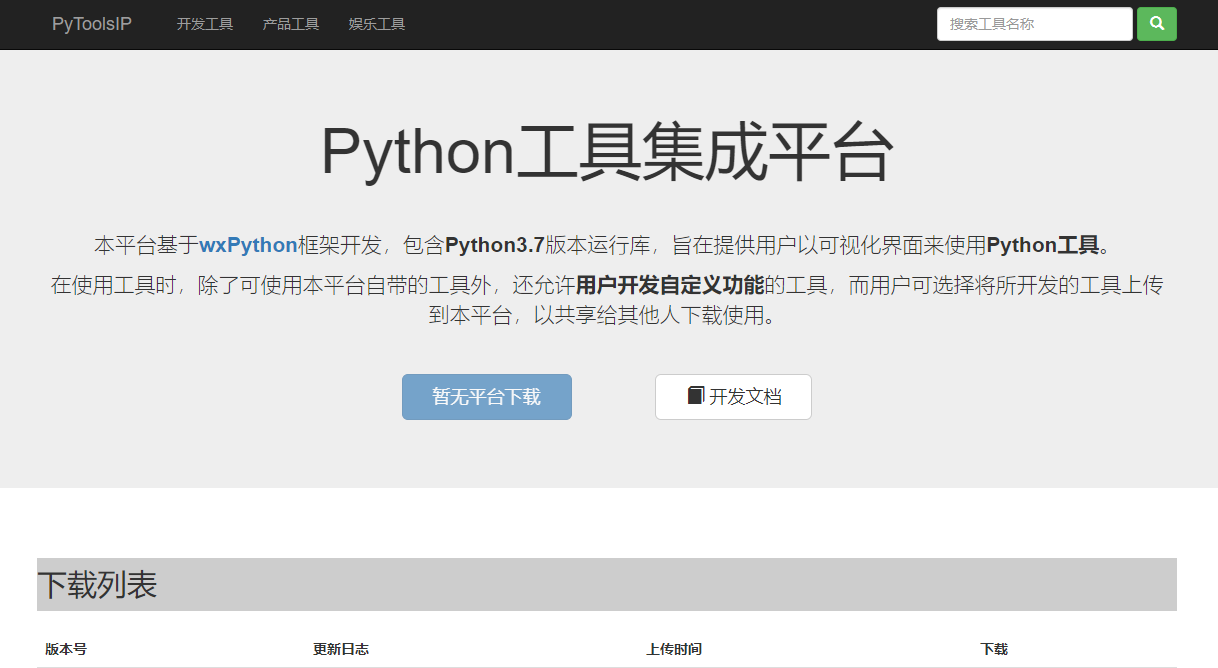 PyToolsIP 开发工具 产品工具 娱乐工具 搜索工具名称
Python工具集成平台
本平台基于wxPython框架开发，包含Python3.7版本运行库，旨在提供用户以可视化界面来使用Python工具。
在使用工具时，除了可使用本平台自带的工具外，还允许用户开发自定义功能的工具，而用户可选择将所开发的工具上传
到本平台，以共享给其他人下载使用。
暂无平台下载 开发文档
下载列表
版本号 更新日志 上传时间 下载